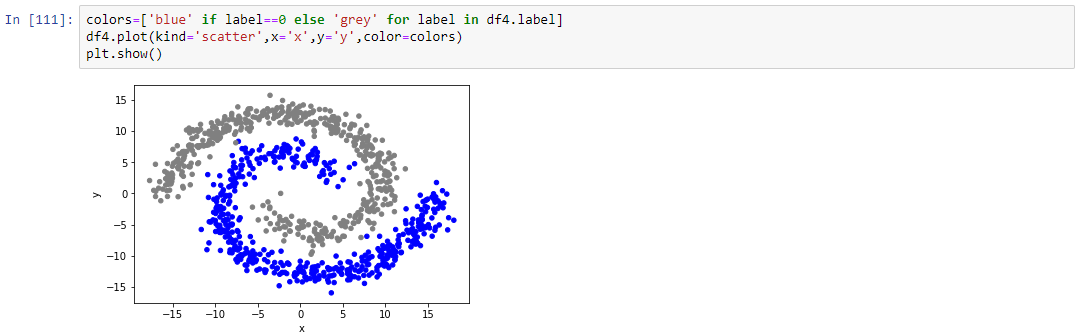 In [111]: colors=['blue' if label==0 else 'grey' for label in df4.label]
df4.plot(kind='scatter',x='x',y='y',color=colors)
plt.show()
15
10
5
0
−5
−10
−15
y
−15 −10 −5 0 5 10 15
x